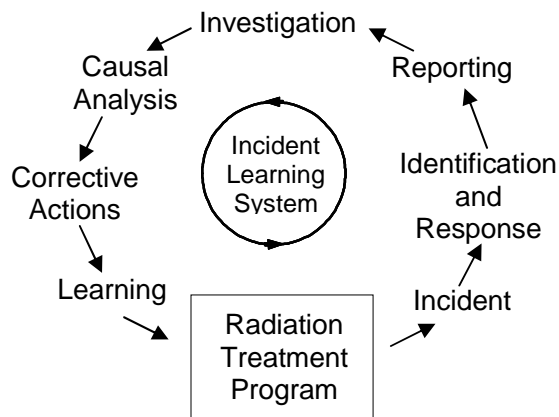 Investigation
Reporting
Causal
Analysis
Incident
Learning
System
Identification
and
Response
Corrective
Actions
Learning
Incident
Radiation
Treatment
Program